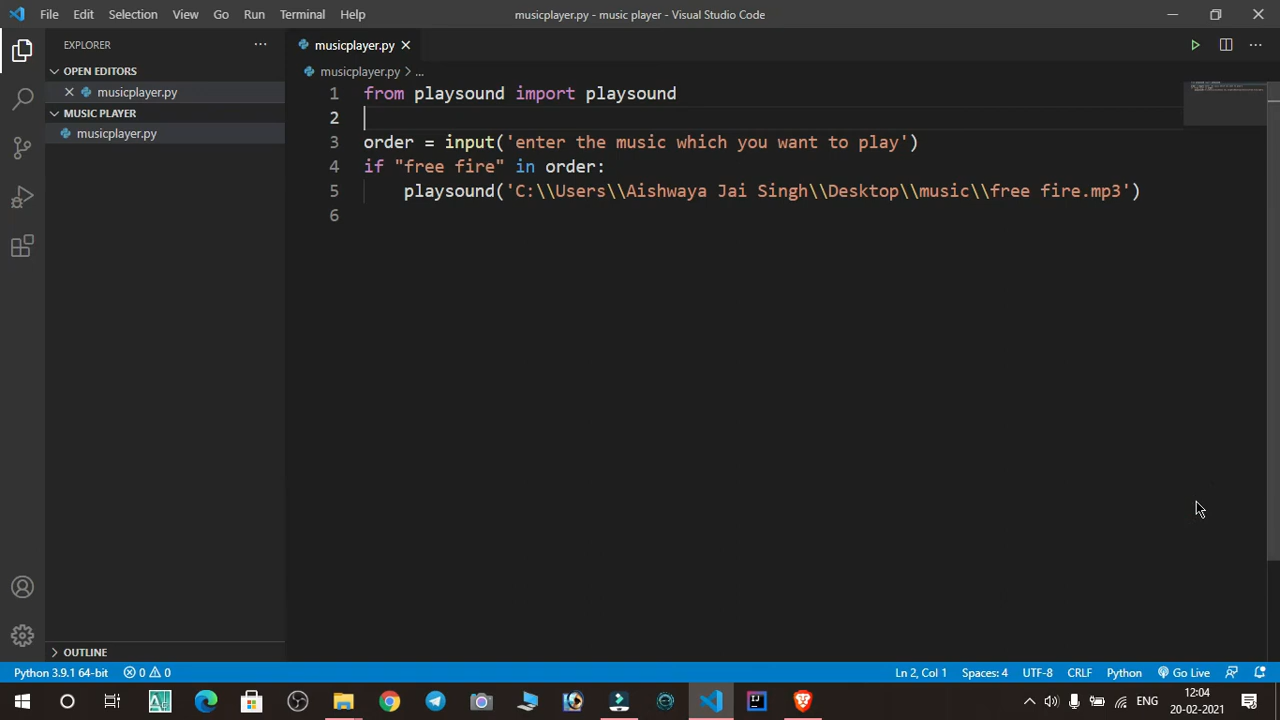 File Edit Selection View Go Run Terminal Help
musicplayer.py - music player - Visual Studio Code
EXPLORER
musicplayer.py
OPEN EDITORS
musicplayer.py > ...
musicplayer.py
MUSIC PLAYER
musicplayer.py
1 from playsound import playsound
2
3 order = input('enter the music which you want to play')
4 if "free fire" in order:
5 playsound('C:\\Users\\Aishwaya Jai Singh\\Desktop\\music\\free fire.mp3')
6
OUTLINE
Python 3.9.1 64-bit 0 0 Ln 2, Col 1 Spaces: 4 UTF-8 CRLF Python Go Live
ENG
12:04
20-02-2021